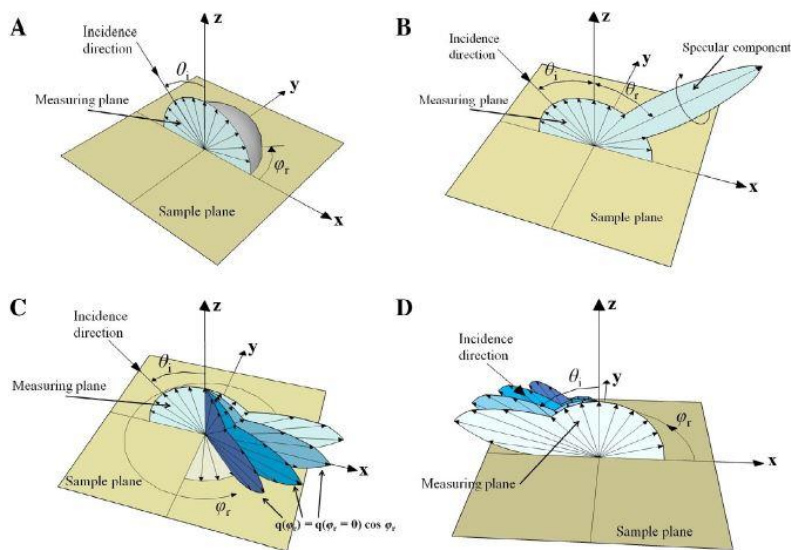 A
z
Incidence
direction
θi
y
Measuring plane
φr
Sample plane
x
B
z
Incidence
direction
Specular component
y
θi
θr
Measuring plane
x
Sample plane
C
z
Incidence
direction
y
θi
Measuring plane
x
Sample plane
φr
q(φr) = q(φr = 0) cos φr
D
z
Incidence
direction
θi
y
φr
x
Measuring plane
Sample plane